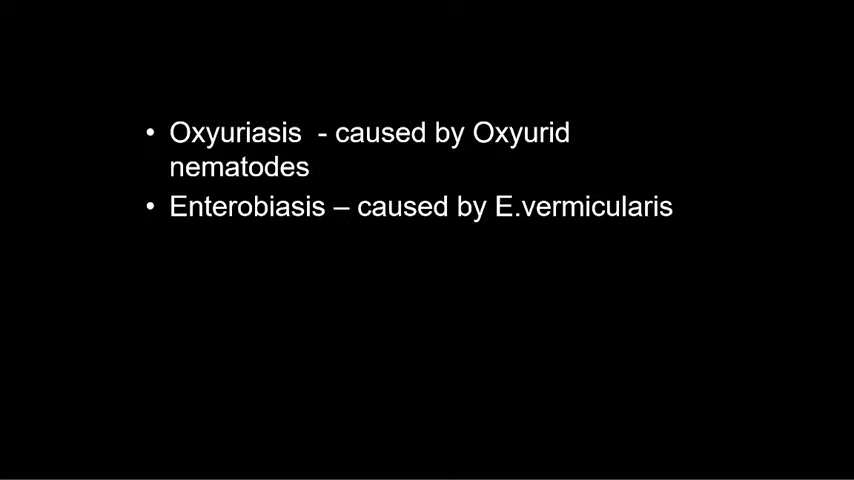 • Oxyuriasis  - caused by Oxyurid
nematodes
• Enterobiasis – caused by E.vermicularis